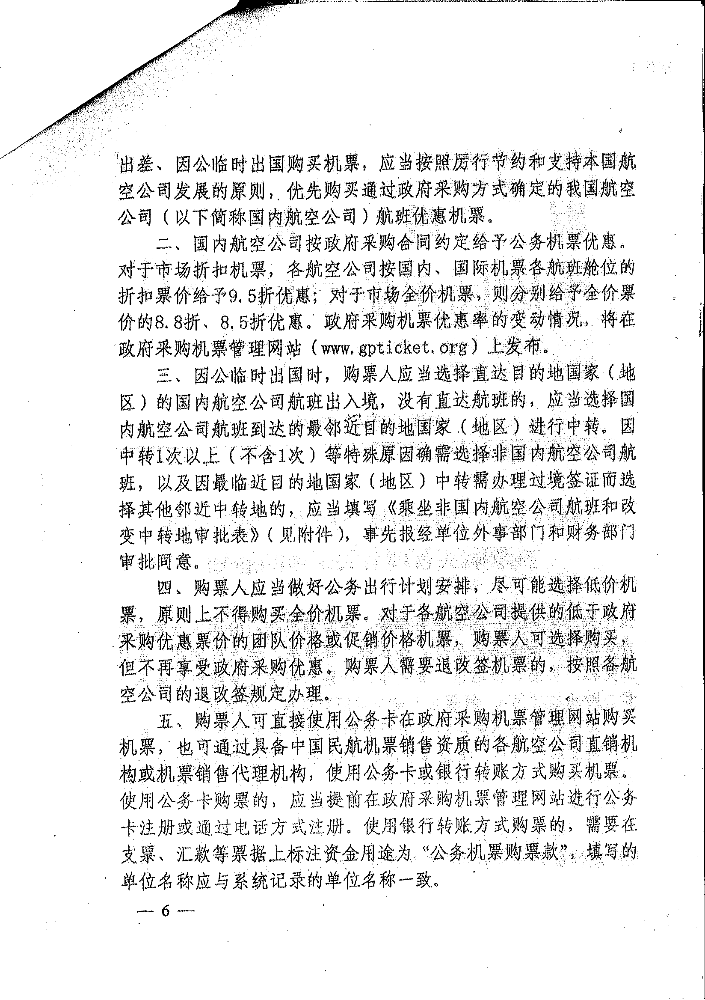 出差、因公临时出国购买机票，应当按照厉行节约和支持本国航
空公司发展的原则，优先购买通过政府采购方式确定的我国航空
公司（以下简称国内航空公司）航班优惠机票。
二、国内航空公司按政府采购合同约定给予公务机票优惠。
对于市场折扣机票，各航空公司按国内、国际机票各航班舱位的
折扣票价给予9.5折优惠；对于市场全价机票，则分别给予全价票
价的8.8折、8.5折优惠。政府采购机票优惠率的变动情况，将在
政府采购机票管理网站（www.gpticket.org）上发布。
三、因公临时出国时，购票人应当选择直达目的地国家（地
区）的国内航空公司航班出入境，没有直达航班的，应当选择国
内航空公司航班到达的最邻近目的地国家（地区）进行中转。因
中转1次以上（不含1次）等特殊原因确需选择非国内航空公司航
班，以及因最临近目的地国家（地区）中转需办理过境签证而选
择其他邻近中转地的，应当填写《乘坐非国内航空公司航班和改
变中转地审批表》（见附件），事先报经单位外事部门和财务部门
审批同意。
四、购票人应当做好公务出行计划安排，尽可能选择低价机
票，原则上不得购买全价机票。对于各航空公司提供的低于政府
采购优惠票价的团队价格或促销价格机票，购票人可选择购买，
但不再享受政府采购优惠。购票人需要退改签机票的，按照各航
空公司的退改签规定办理。
五、购票人可直接使用公务卡在政府采购机票管理网站购买
机票，也可通过具备中国民航机票销售资质的各航空公司直销机
构或机票销售代理机构，使用公务卡或银行转账方式购买机票。
使用公务卡购票的，应当提前在政府采购机票管理网站进行公务
卡注册或通过电话方式注册。使用银行转账方式购票的，需要在
支票、汇款等票据上标注资金用途为“公务机票购票款”，填写的
单位名称应与系统记录的单位名称一致。
— 6 —